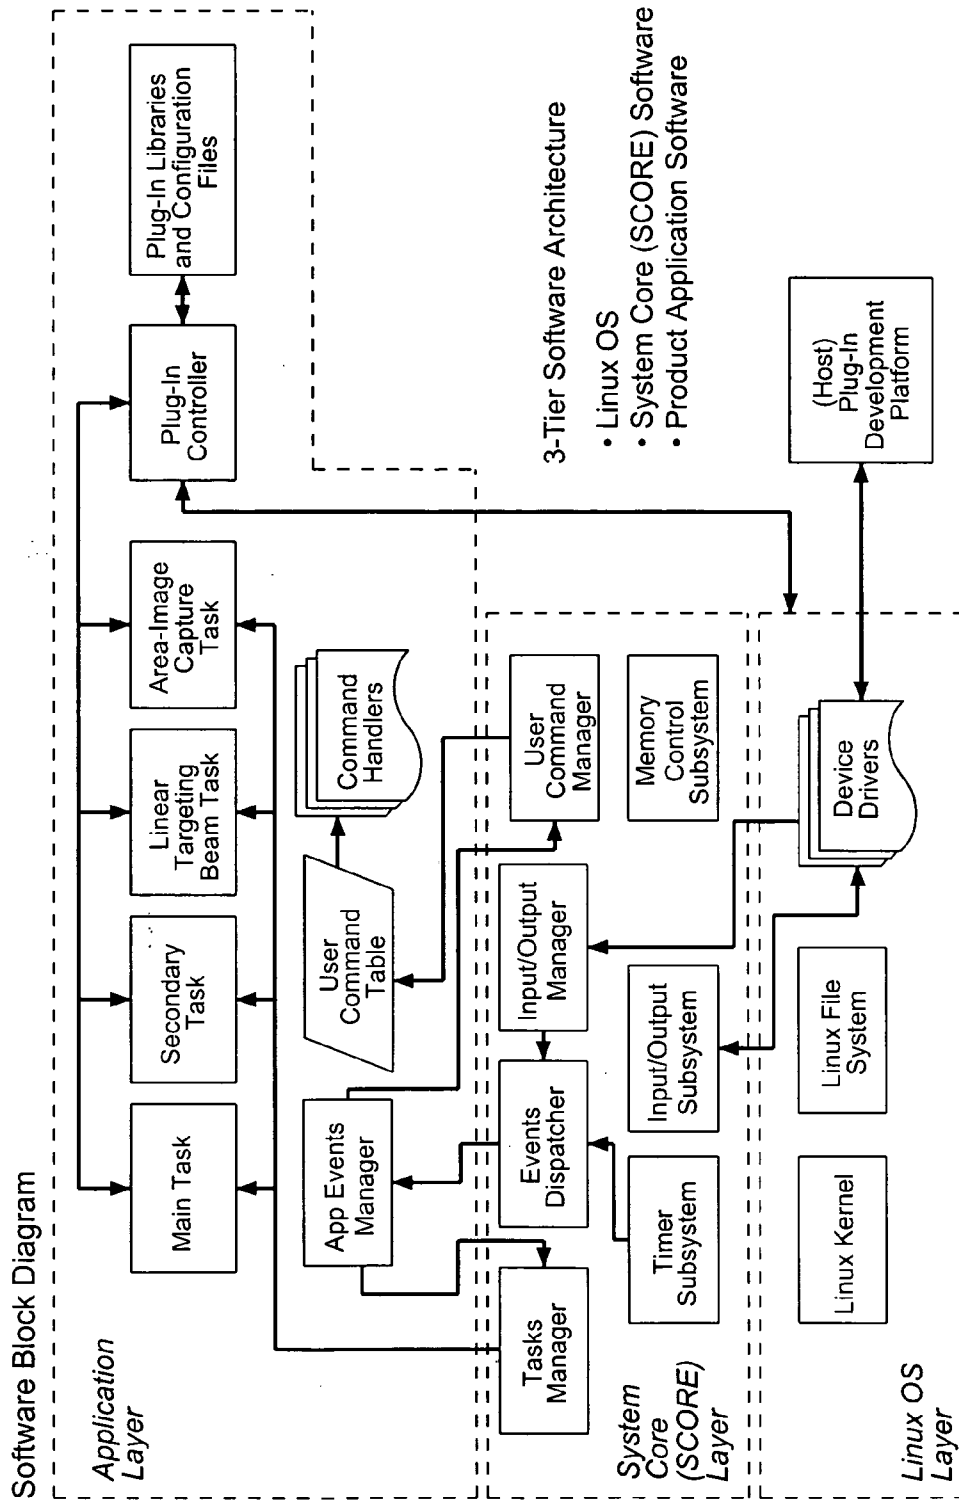 Software Block Diagram
Application
Layer
Main Task
Secondary
Task
Linear
Targeting
Beam Task
Area-Image
Capture
Task
Plug-In
Controller
Plug-In Libraries
and Configuration
Files
App Events
Manager
User
Command
Table
Command
Handlers
3-Tier Software Architecture
• Linux OS
• System Core (SCORE) Software
• Product Application Software
System
Core
(SCORE)
Layer
Tasks
Manager
Events
Dispatcher
Input/Output
Manager
User
Command
Manager
Timer
Subsystem
Input/Output
Subsystem
Memory
Control
Subsystem
Linux OS
Layer
Linux Kernel
Linux File
System
Device
Drivers
(Host)
Plug-In
Development
Platform